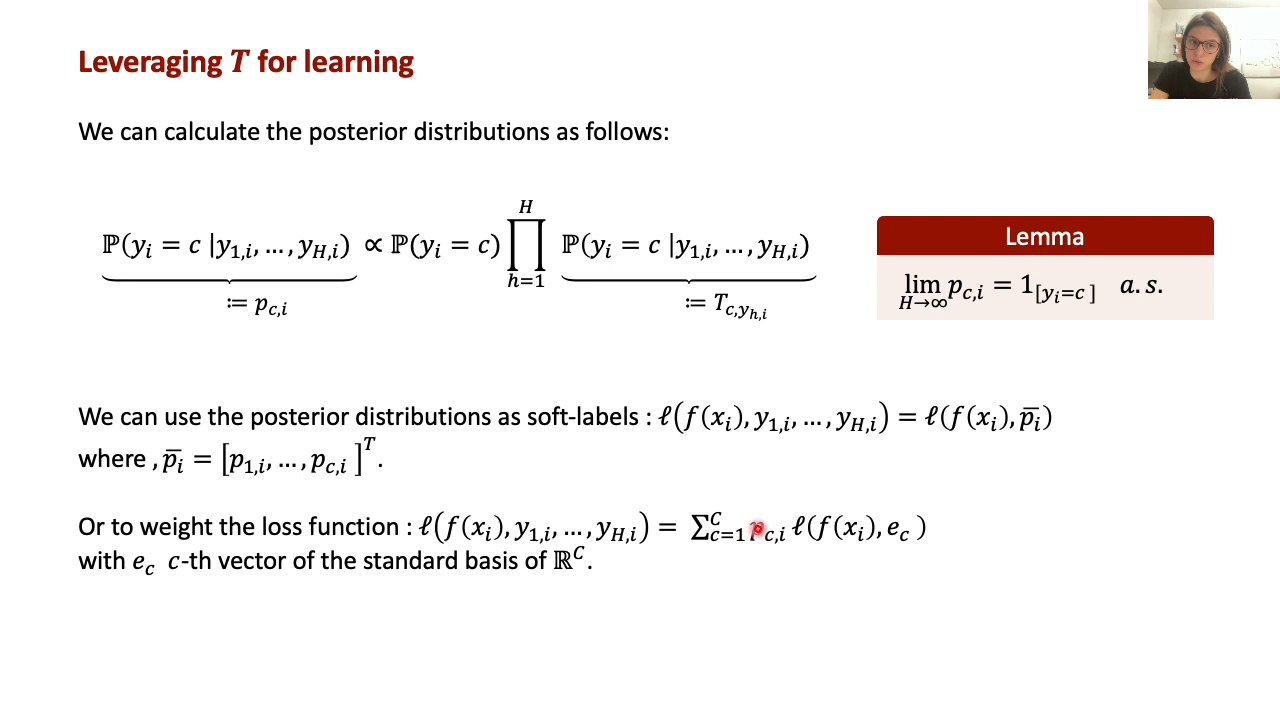 Leveraging T for learning
We can calculate the posterior distributions as follows:
ℙ(y_i = c |y_{1,i}, …, y_{H,i}) ∝ ℙ(y_i = c) ∏_{h=1}^{H} ℙ(y_i = c |y_{1,i}, …, y_{H,i})
≔ p_{c,i}
≔ T_{c,y_{h,i}}
Lemma
lim_{H→∞} p_{c,i} = 1_{[y_i=c ]} a.s.
We can use the posterior distributions as soft-labels : ℓ(f(x_i), y_{1,i}, …, y_{H,i}) = ℓ(f(x_i), p̅_i)
where , p̅_i = [p_{1,i}, …, p_{c,i} ]^T.
Or to weight the loss function : ℓ(f(x_i), y_{1,i}, …, y_{H,i}) = ∑_{c=1}^{C} p_{c,i} ℓ(f(x_i), e_c )
with e_c c-th vector of the standard basis of ℝ^C.